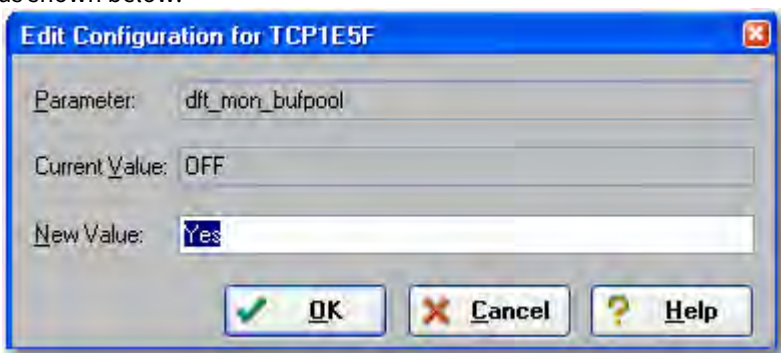 as shown below:
Edit Configuration for TCP1E5F
Parameter: dft_mon_bufpool
Current Value: OFF
New Value: Yes
OK Cancel Help